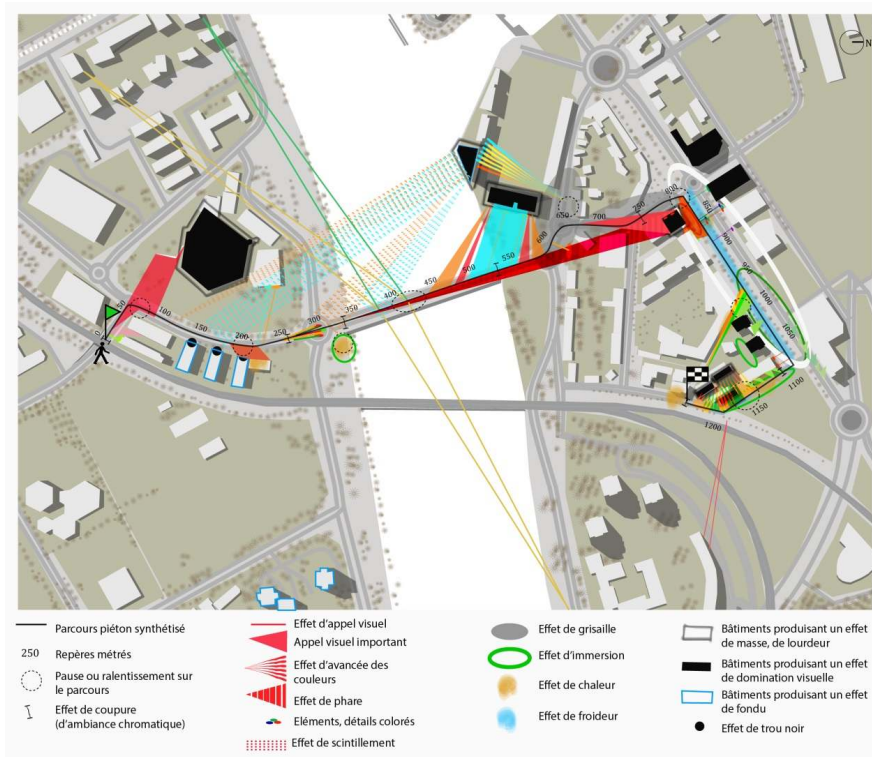 N
0
50
100
150
200
250
300
350
400
450
500
550
600
650
700
750
800
850
900
950
1000
1050
1100
1150
1200
Parcours piéton synthétisé
250
Repères métrés
Pause ou ralentissement sur
le parcours
Effet de coupure
(d'ambiance chromatique)
Effet d'appel visuel
Appel visuel important
Effet d'avancée des
couleurs
Effet de phare
Eléments, détails colorés
Effet de scintillement
Effet de grisaille
Effet d'immersion
Effet de chaleur
Effet de froideur
Bâtiments produisant un effet
de masse, de lourdeur
Bâtiments produisant un effet
de domination visuelle
Bâtiments produisant un effet
de fondu
Effet de trou noir